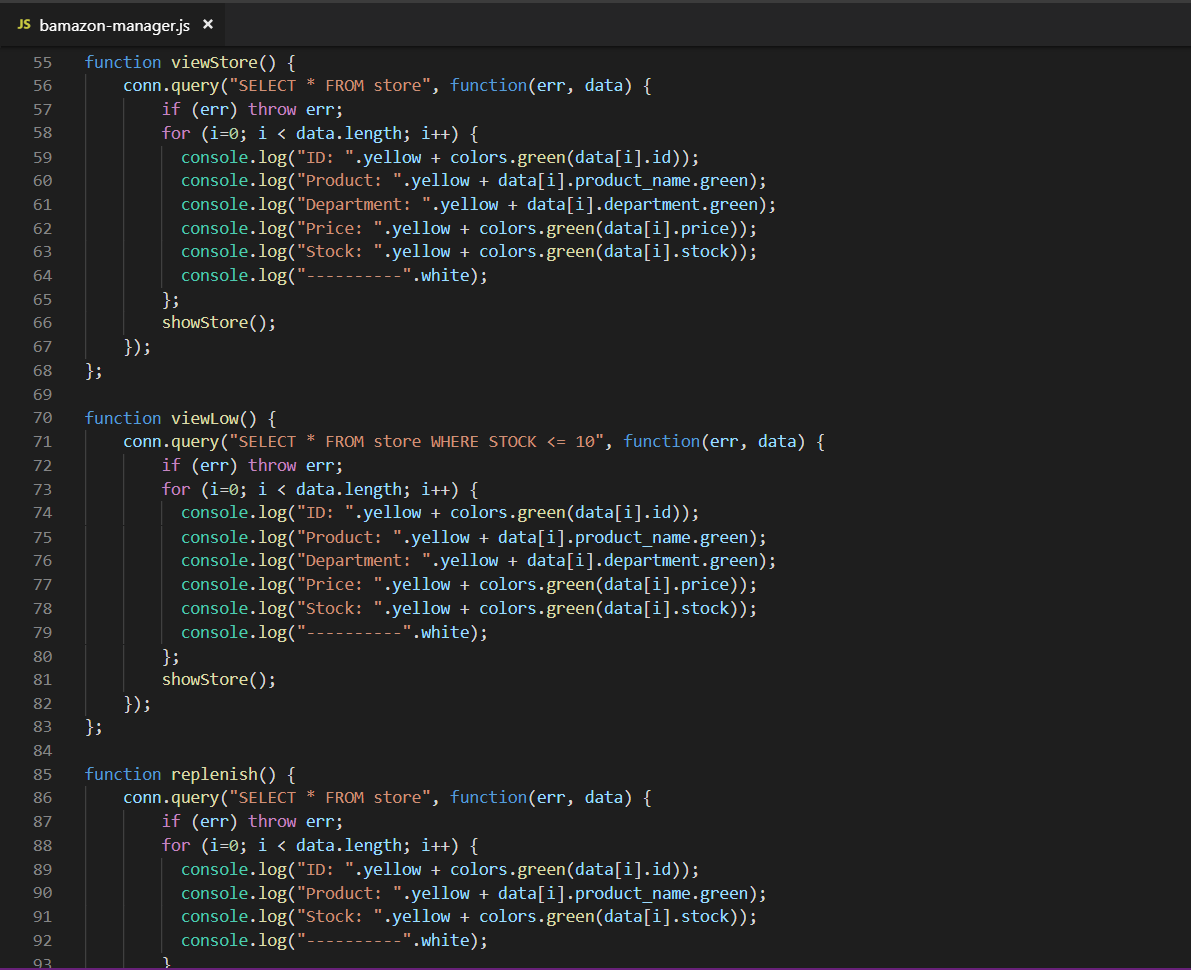 JS bamazon-manager.js ×
55 function viewStore() {
56     conn.query("SELECT * FROM store", function(err, data) {
57         if (err) throw err;
58         for (i=0; i < data.length; i++) {
59           console.log("ID: ".yellow + colors.green(data[i].id));
60           console.log("Product: ".yellow + data[i].product_name.green);
61           console.log("Department: ".yellow + data[i].department.green);
62           console.log("Price: ".yellow + colors.green(data[i].price));
63           console.log("Stock: ".yellow + colors.green(data[i].stock));
64           console.log("----------".white);
65         };
66         showStore();
67     });
68 };
69
70 function viewLow() {
71     conn.query("SELECT * FROM store WHERE STOCK <= 10", function(err, data) {
72         if (err) throw err;
73         for (i=0; i < data.length; i++) {
74           console.log("ID: ".yellow + colors.green(data[i].id));
75           console.log("Product: ".yellow + data[i].product_name.green);
76           console.log("Department: ".yellow + data[i].department.green);
77           console.log("Price: ".yellow + colors.green(data[i].price));
78           console.log("Stock: ".yellow + colors.green(data[i].stock));
79           console.log("----------".white);
80         };
81         showStore();
82     });
83 };
84
85 function replenish() {
86     conn.query("SELECT * FROM store", function(err, data) {
87         if (err) throw err;
88         for (i=0; i < data.length; i++) {
89           console.log("ID: ".yellow + colors.green(data[i].id));
90           console.log("Product: ".yellow + data[i].product_name.green);
91           console.log("Stock: ".yellow + colors.green(data[i].stock));
92           console.log("----------".white);
93         }